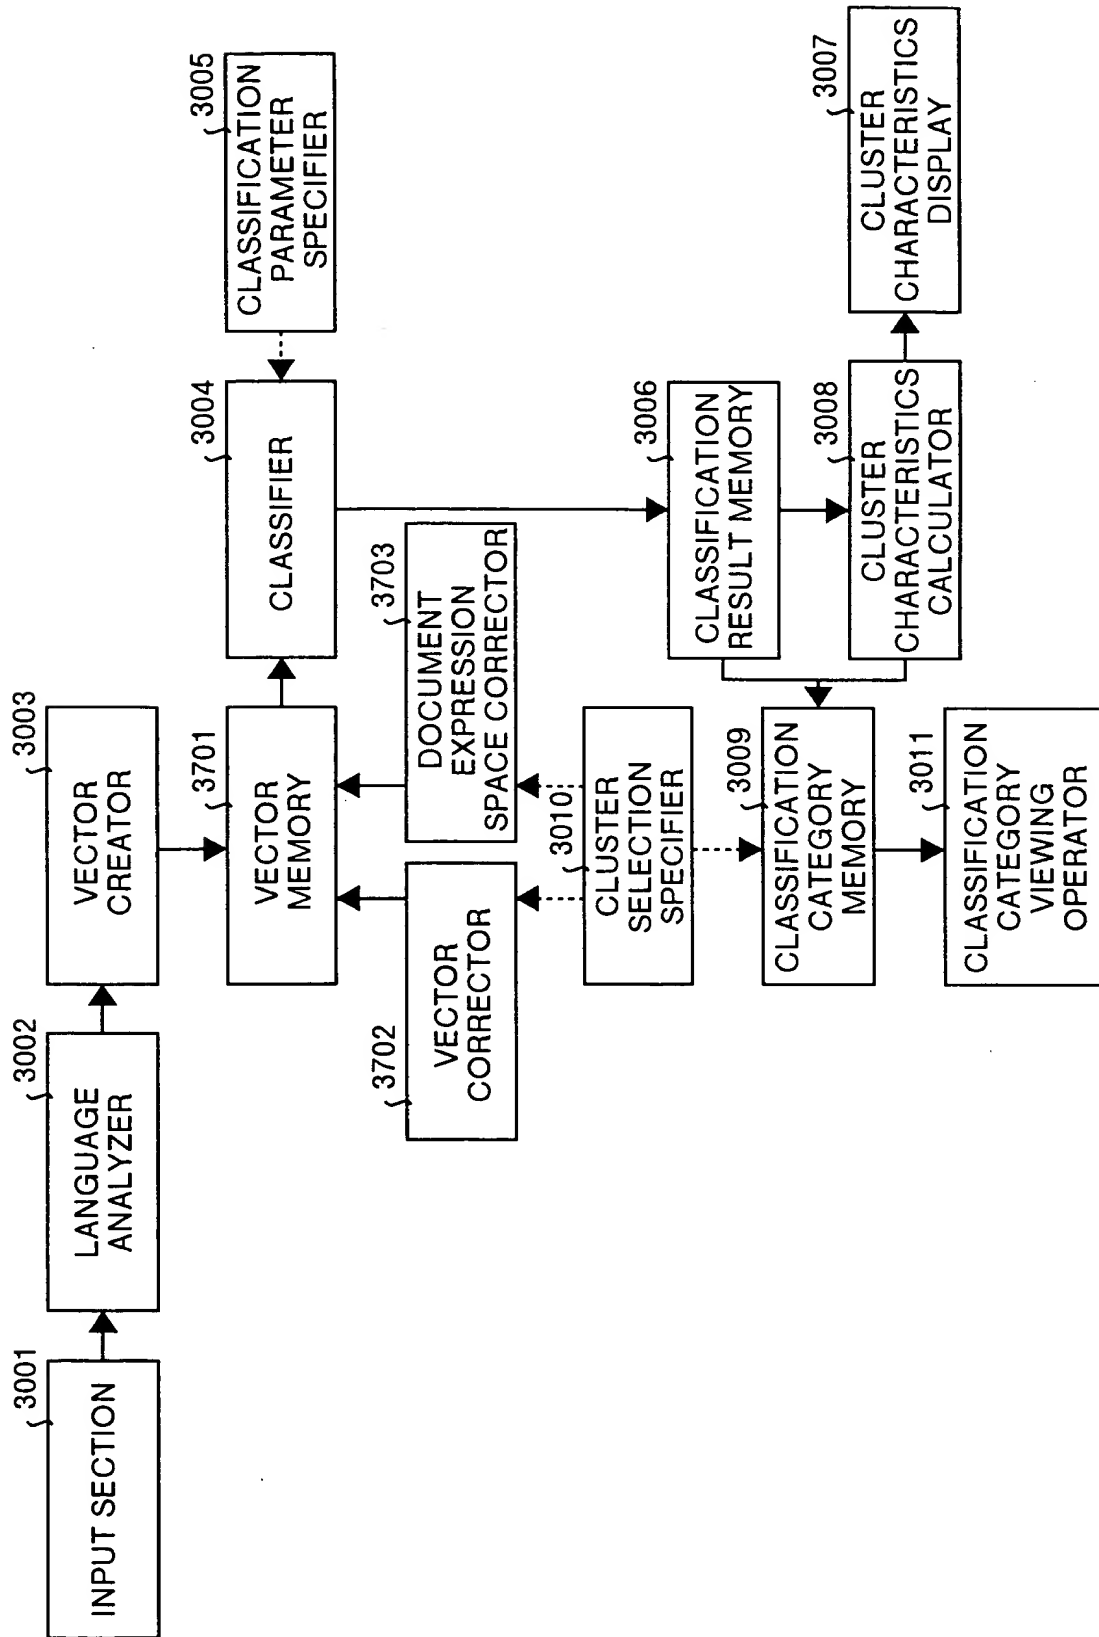 3001
INPUT SECTION
3002
LANGUAGE
ANALYZER
3003
VECTOR
CREATOR
3701
VECTOR
MEMORY
3004
CLASSIFIER
3005
CLASSIFICATION
PARAMETER
SPECIFIER
3702
VECTOR
CORRECTOR
3703
DOCUMENT
EXPRESSION
SPACE CORRECTOR
3010
CLUSTER
SELECTION
SPECIFIER
3006
CLASSIFICATION
RESULT MEMORY
3009
CLASSIFICATION
CATEGORY
MEMORY
3008
CLUSTER
CHARACTERISTICS
CALCULATOR
3007
CLUSTER
CHARACTERISTICS
DISPLAY
3011
CLASSIFICATION
CATEGORY
VIEWING
OPERATOR